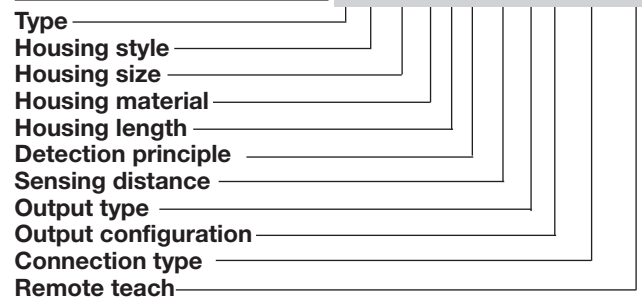 Type
Housing style
Housing size
Housing material
Housing length
Detection principle
Sensing distance
Output type
Output configuration
Connection type
Remote teach